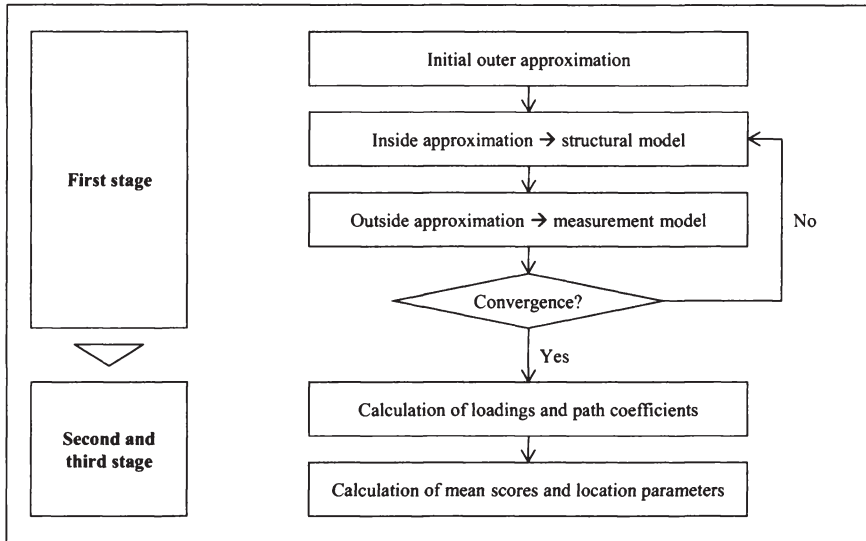 Initial outer approximation
Inside approximation → structural model
First stage
Outside approximation → measurement model
No
Convergence?
Yes
Calculation of loadings and path coefficients
Second and
third stage
Calculation of mean scores and location parameters